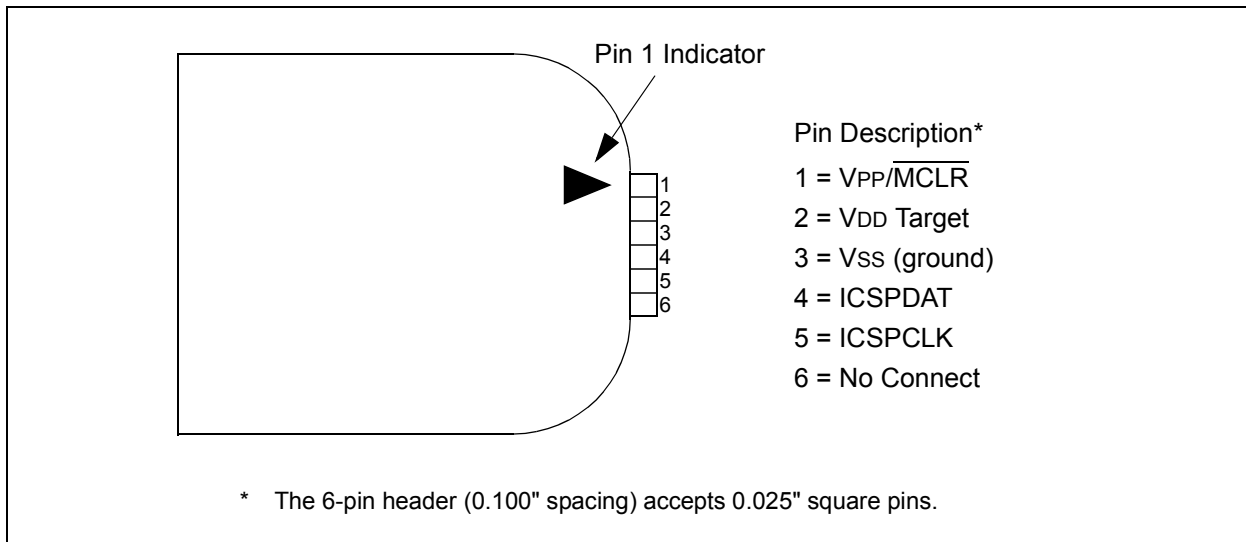 Pin 1 Indicator
Pin Description*
1 = VPP/M̅C̅L̅R̅
2 = VDD Target
3 = VSS (ground)
4 = ICSPDAT
5 = ICSPCLK
6 = No Connect
1
2
3
4
5
6
* The 6-pin header (0.100" spacing) accepts 0.025" square pins.